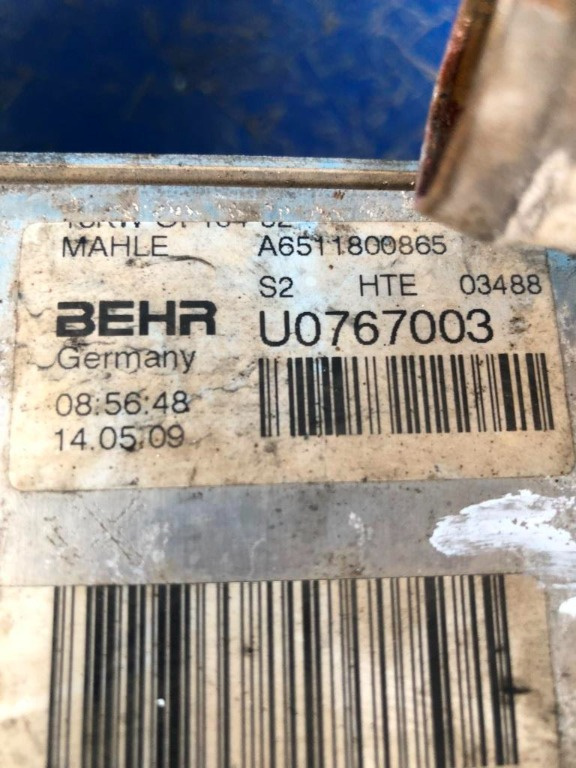 MAHLE A6511800865
S2 HTE 03488
BEHR U0767003
Germany
08:56:48
14.05.09